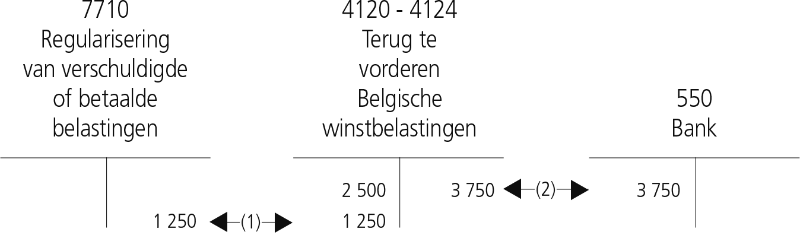 7710
Regularisering
van verschuldigde
of betaalde
belastingen
4120 - 4124
Terug te
vorderen
Belgische
winstbelastingen
550
Bank
2 500 3 750 (2) 3 750
1 250 (1) 1 250